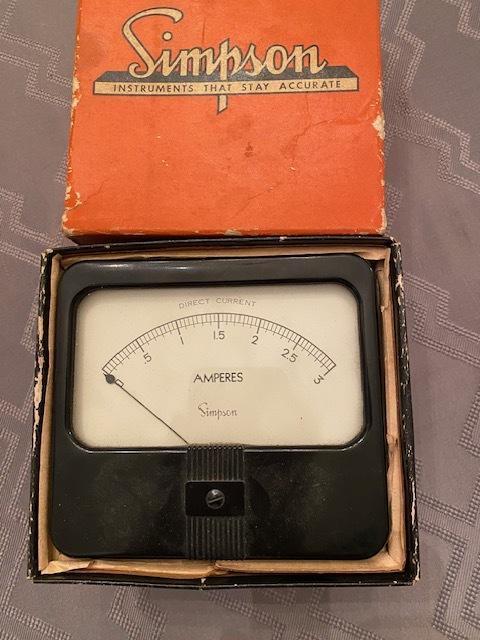 Simpson
INSTRUMENTS THAT STAY ACCURATE
DIRECT CURRENT
0 .5 1 1.5 2 2.5 3
AMPERES
Simpson